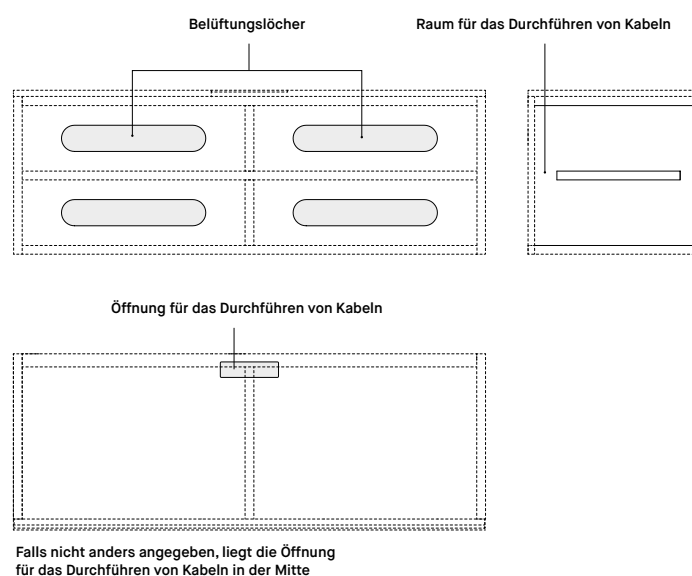 Belüftungslöcher
Raum für das Durchführen von Kabeln
Öffnung für das Durchführen von Kabeln
Falls nicht anders angegeben, liegt die Öffnung
für das Durchführen von Kabeln in der Mitte